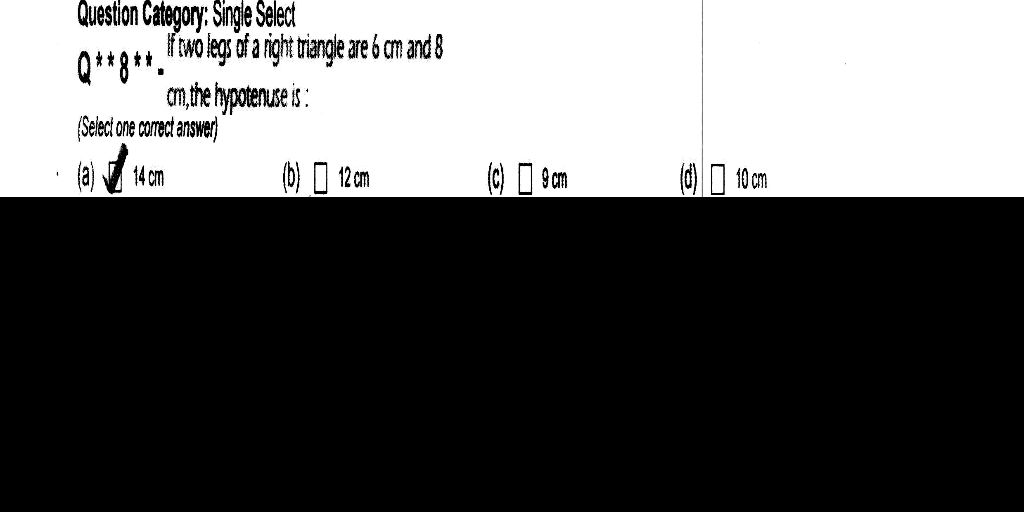 Question Category: Single Select
Q**8**. If two legs of a right triangle are 6 cm and 8
cm,the hypotenuse is :
(Select one correct answer)
(a) 14 cm (b) 12 cm (c) 9 cm (d) 10 cm